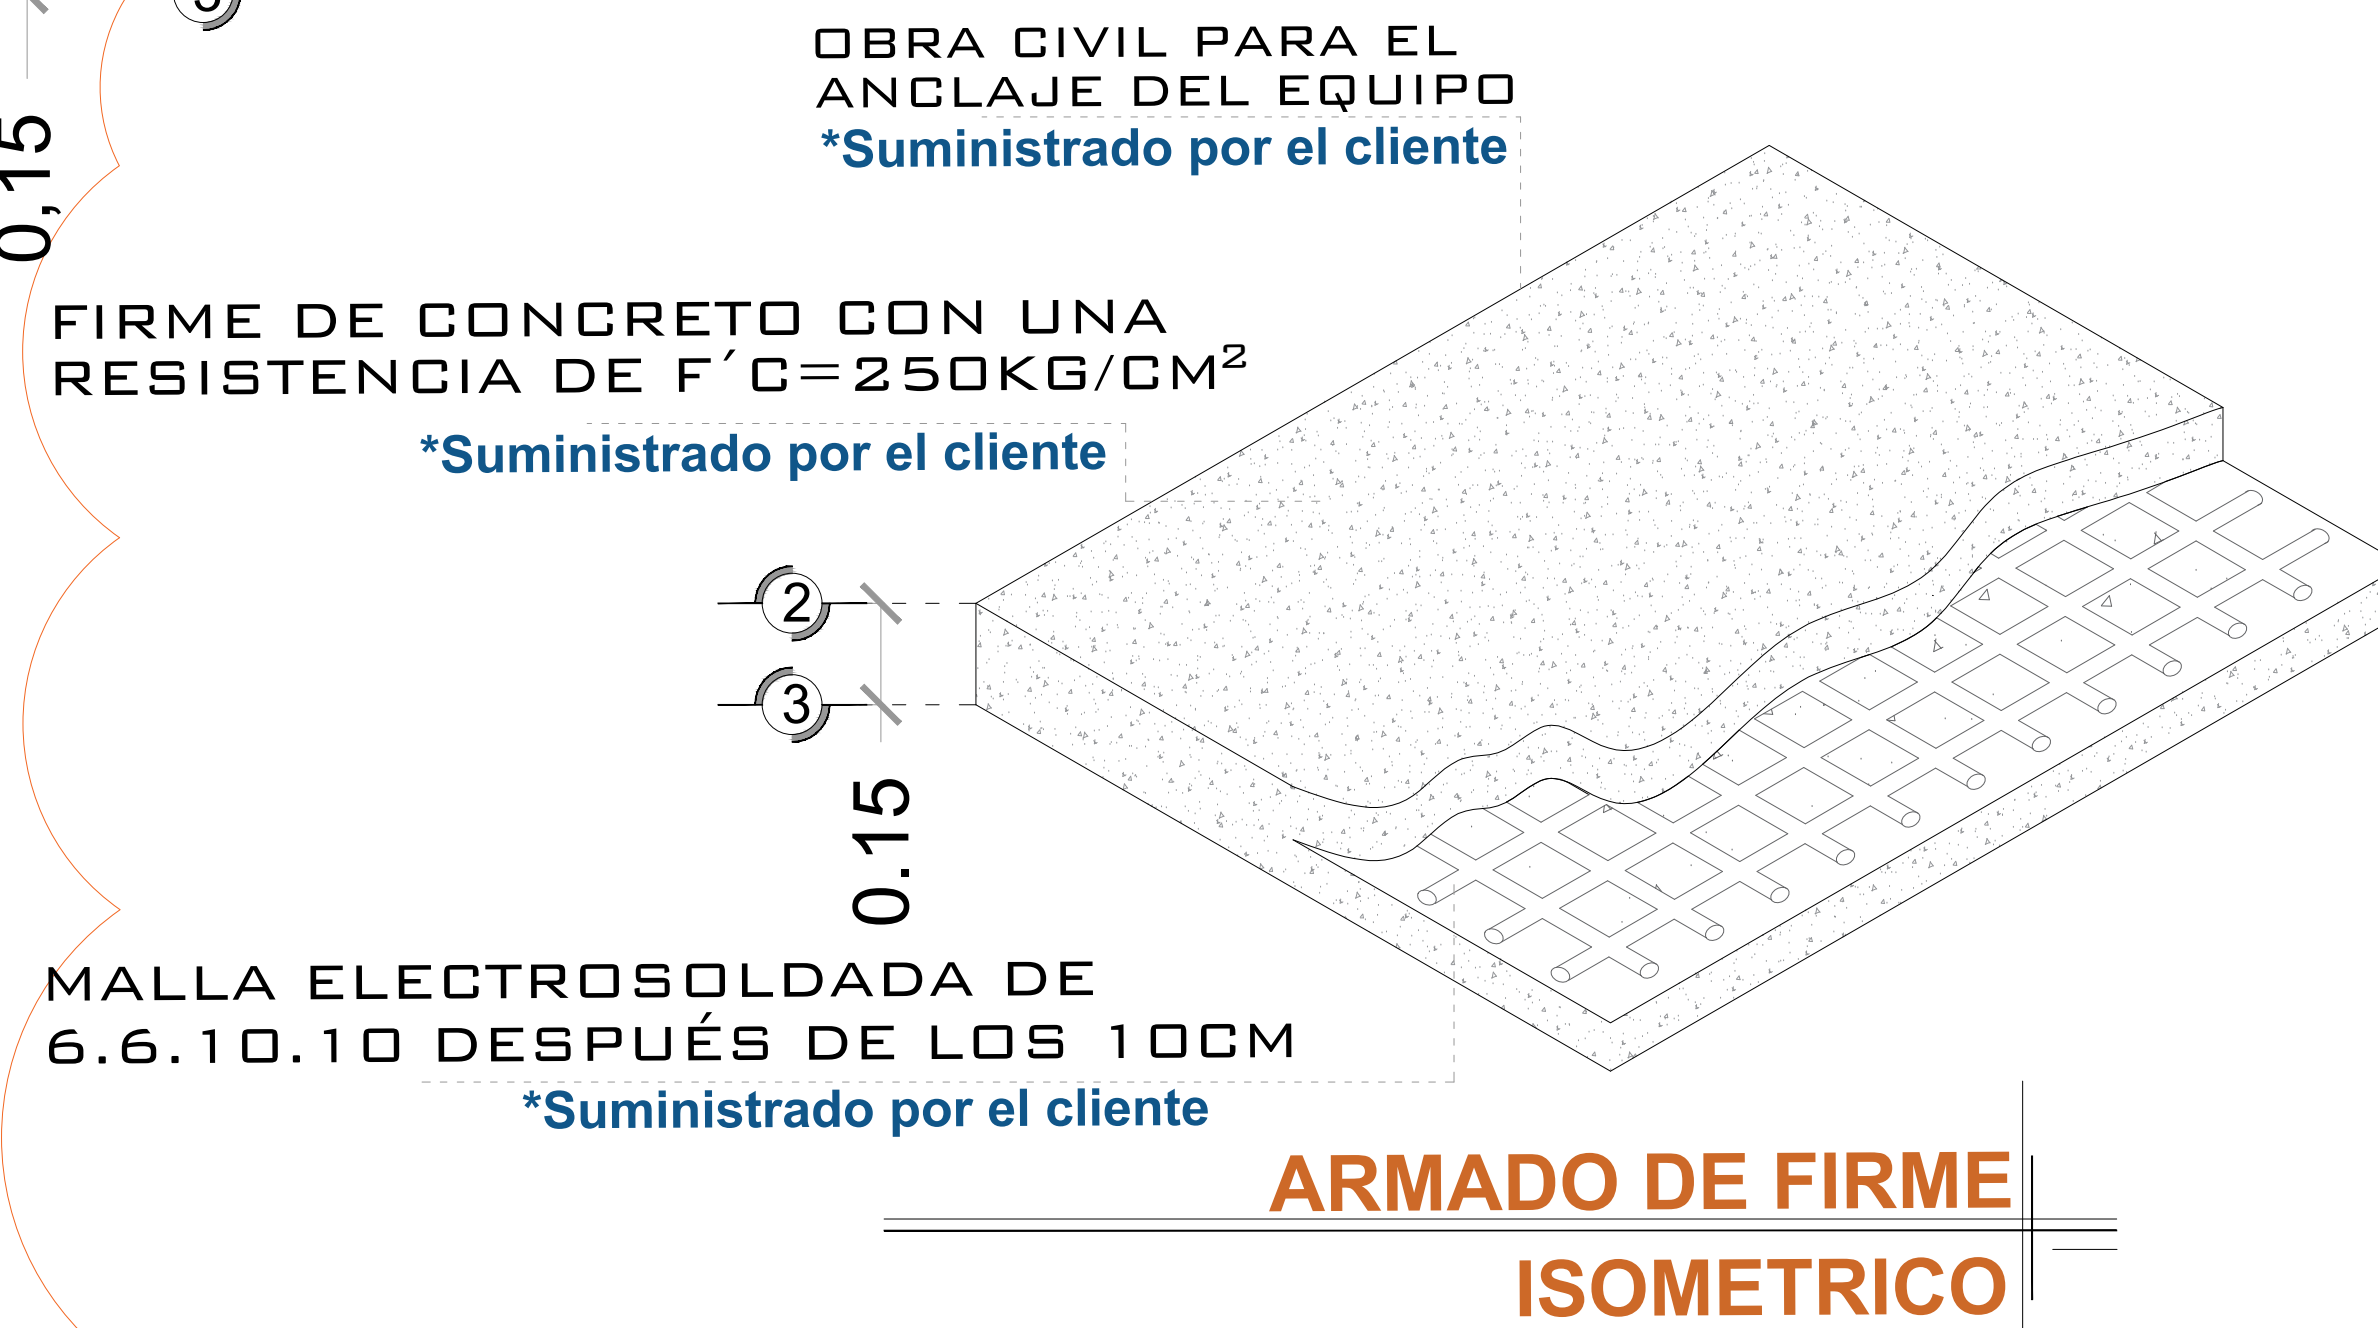 OBRA CIVIL PARA EL
ANCLAJE DEL EQUIPO
*Suministrado por el cliente
0,15
FIRME DE CONCRETO CON UNA
RESISTENCIA DE F´C=250KG/CM²
*Suministrado por el cliente
2
3
0.15
MALLA ELECTROSOLDADA DE
6.6.10.10 DESPUÉS DE LOS 10CM
*Suministrado por el cliente
ARMADO DE FIRME
ISOMETRICO